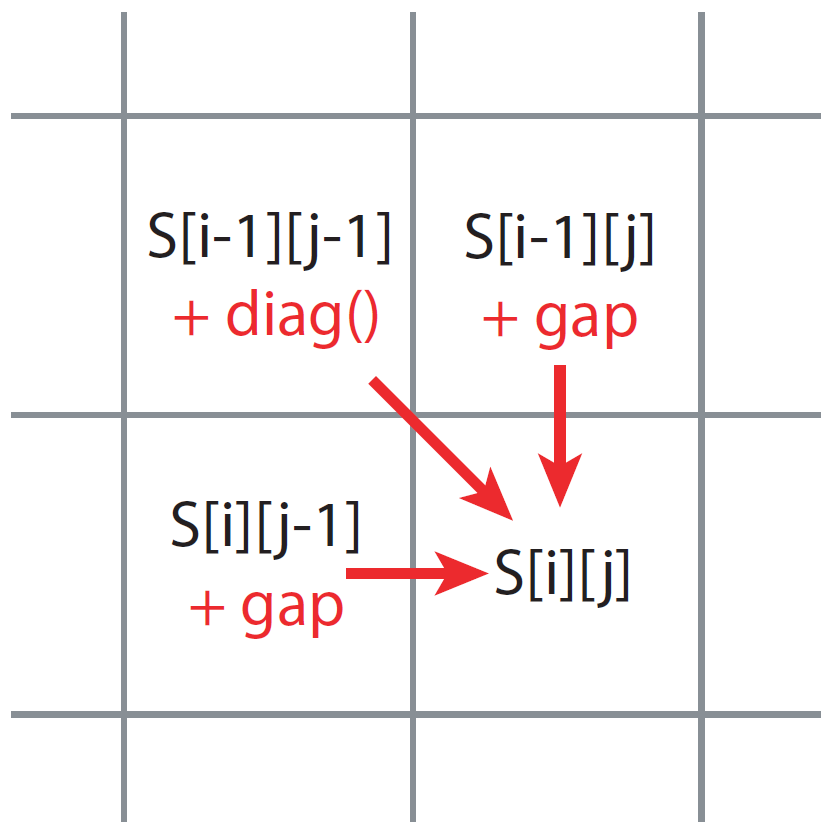 S[i-1][j-1]
+ diag()
S[i-1][j]
+ gap
S[i][j-1]
+ gap
S[i][j]